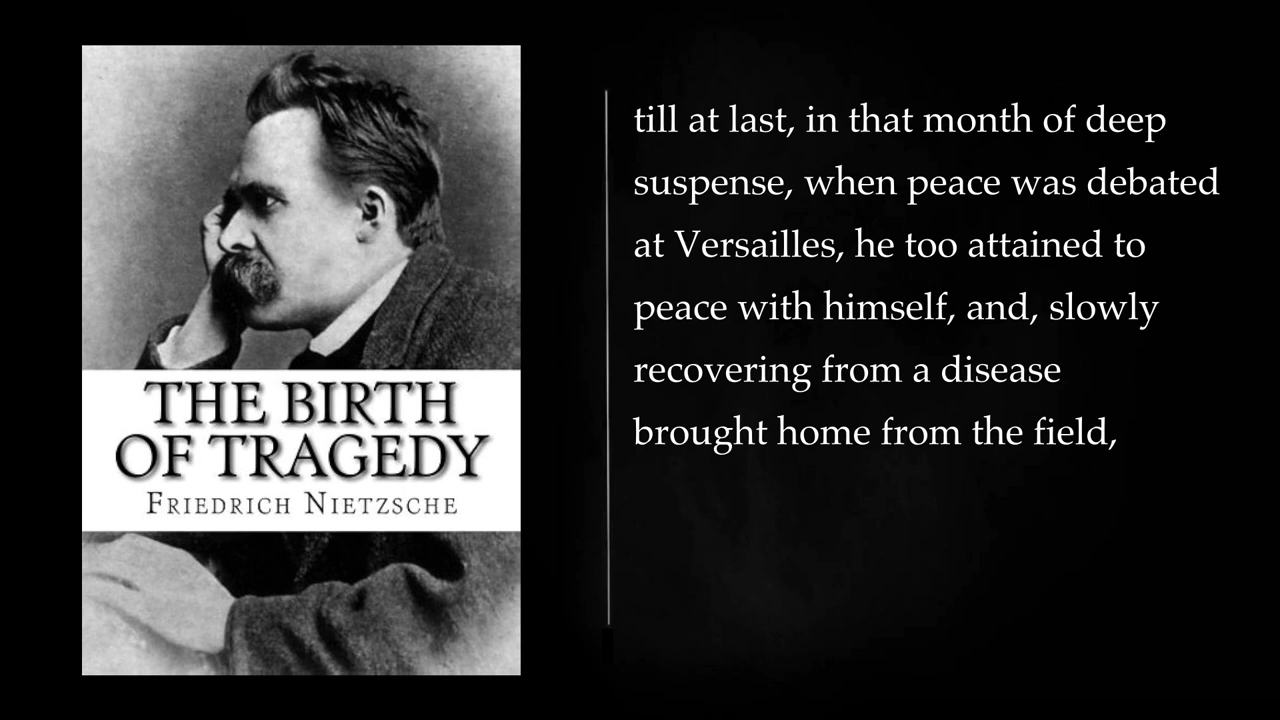 THE BIRTH
OF TRAGEDY
FRIEDRICH NIETZSCHE
till at last, in that month of deep
suspense, when peace was debated
at Versailles, he too attained to
peace with himself, and, slowly
recovering from a disease
brought home from the field,